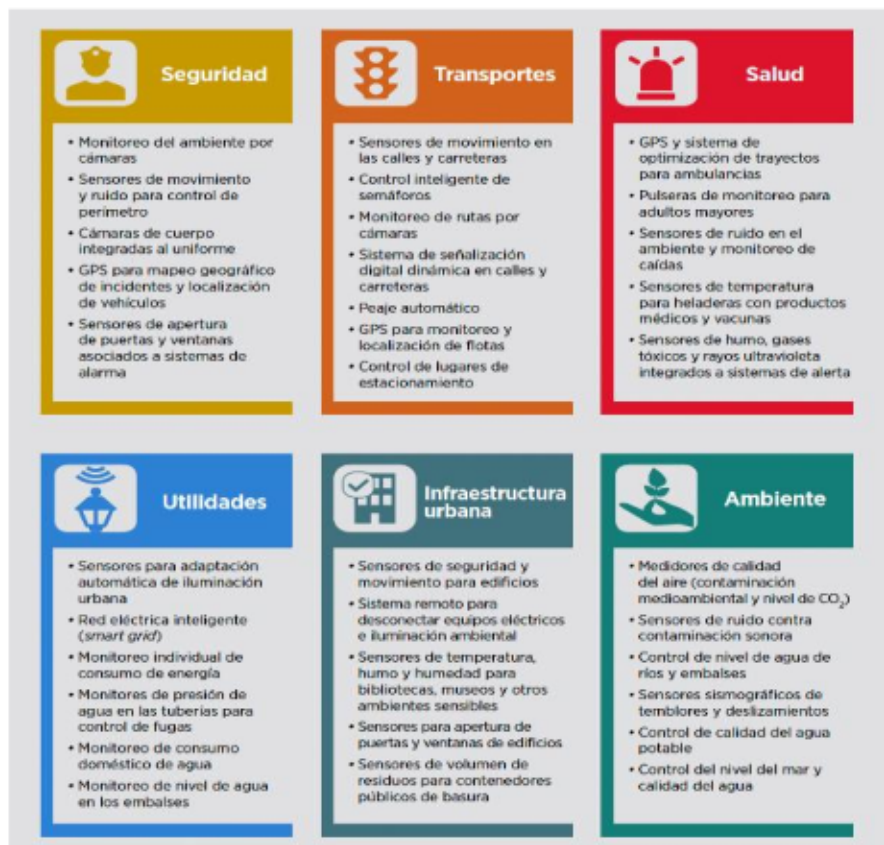 Seguridad
• Monitoreo del ambiente por
cámaras
• Sensores de movimiento
y ruido para control de
perímetro
• Cámaras de cuerpo
integradas al uniforme
• GPS para mapeo geográfico
de incidentes y localización
de vehículos
• Sensores de apertura
de puertas y ventanas
asociados a sistemas de
alarma
Transportes
• Sensores de movimiento en
las calles y carreteras
• Control inteligente de
semáforos
• Monitoreo de rutas por
cámaras
• Sistema de señalización
digital dinámica en calles y
carreteras
• Peaje automático
• GPS para monitoreo y
localización de flotas
• Control de lugares de
estacionamiento
Salud
• GPS y sistema de
optimización de trayectos
para ambulancias
• Pulseras de monitoreo para
adultos mayores
• Sensores de ruido en el
ambiente y monitoreo de
caídas
• Sensores de temperatura
para heladeras con productos
médicos y vacunas
• Sensores de humo, gases
tóxicos y rayos ultravioleta
integrados a sistemas de alerta
Utilidades
• Sensores para adaptación
automática de iluminación
urbana
• Red eléctrica inteligente
(smart grid)
• Monitoreo individual de
consumo de energía
• Monitores de presión de
agua en las tuberías para
control de fugas
• Monitoreo de consumo
doméstico de agua
• Monitoreo de nivel de agua
en los embalses
Infraestructura
urbana
• Sensores de seguridad y
movimiento para edificios
• Sistema remoto para
desconectar equipos eléctricos
e iluminación ambiental
• Sensores de temperatura,
humo y humedad para
bibliotecas, museos y otros
ambientes sensibles
• Sensores para apertura de
puertas y ventanas de edificios
• Sensores de volumen de
residuos para contenedores
públicos de basura
Ambiente
• Medidores de calidad
del aire (contaminación
medioambiental y nivel de CO₂)
• Sensores de ruido contra
contaminación sonora
• Control de nivel de agua de
ríos y embalses
• Sensores sismográficos de
temblores y deslizamientos
• Control de calidad del agua
potable
• Control del nivel del mar y
calidad del agua